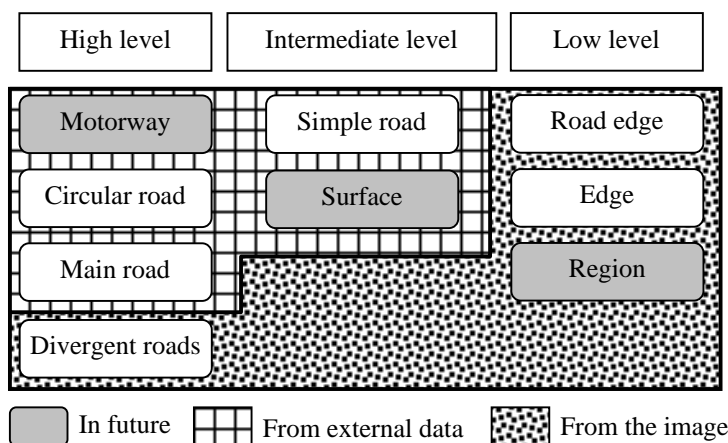 High level Intermediate level Low level
Motorway Simple road Road edge
Circular road Surface Edge
Main road Region
Divergent roads
In future From external data From the image